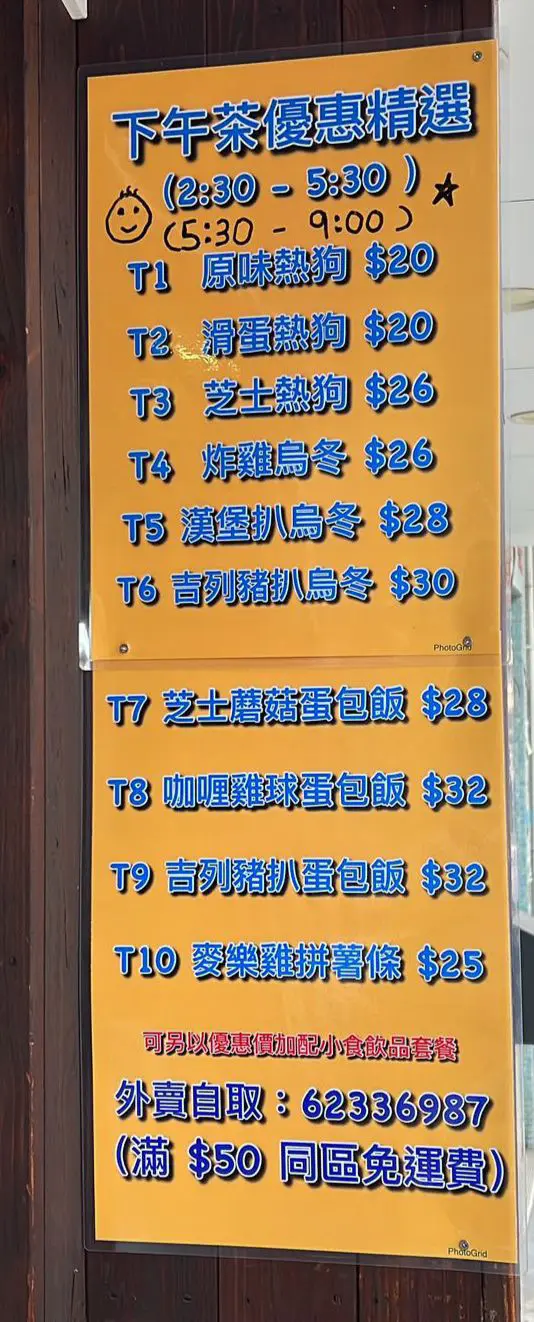 下午茶優惠精選
(2:30 - 5:30 )
(5:30 - 9:00)
T1 原味熱狗 $20
T2 滑蛋熱狗 $20
T3 芝士熱狗 $26
T4 炸雞烏冬 $26
T5 漢堡扒烏冬 $28
T6 吉列豬扒烏冬 $30
PhotoGrid
T7 芝士蘑菇蛋包飯 $28
T8 咖喱雞球蛋包飯 $32
T9 吉列豬扒蛋包飯 $32
T10 麥樂雞拼薯條 $25
可另以優惠價加配小食飲品套餐
外賣自取：62336987
(滿 $50 同區免運費)
PhotoGrid